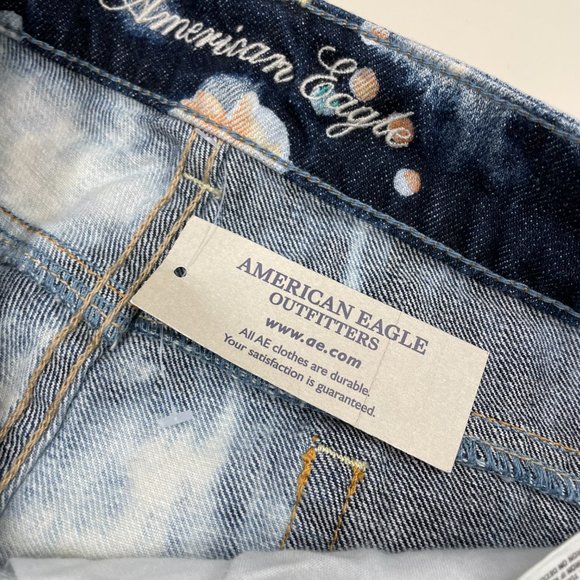 American Eagle
AMERICAN EAGLE
OUTFITTERS
www.ae.com
All AE clothes are durable.
Your satisfaction is guaranteed.